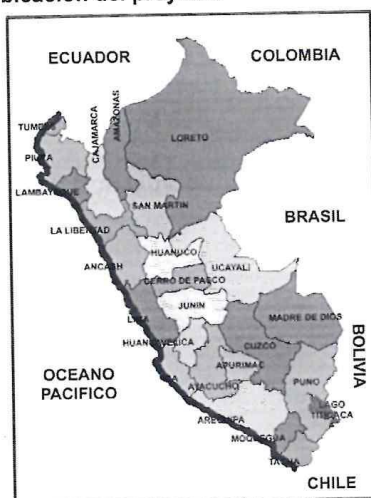 ECUADOR
COLOMBIA
TUMBES
PIURA
CAJAMARCA
AMAZONAS
LORETO
LAMBAYEQUE
SAN MARTIN
LA LIBERTAD
BRASIL
HUANUCO
ANCASH
UCAYALI
CERRO DE PASCO
JUNIN
LIMA
MADRE DE DIOS
CUZCO
HUANCAVELICA
BOLIVIA
APURIMAC
OCEANO
PACIFICO
AYACUCHO
PUNO
LAGO
TITICACA
AREQUIPA
MOQUEGUA
TACNA
CHILE